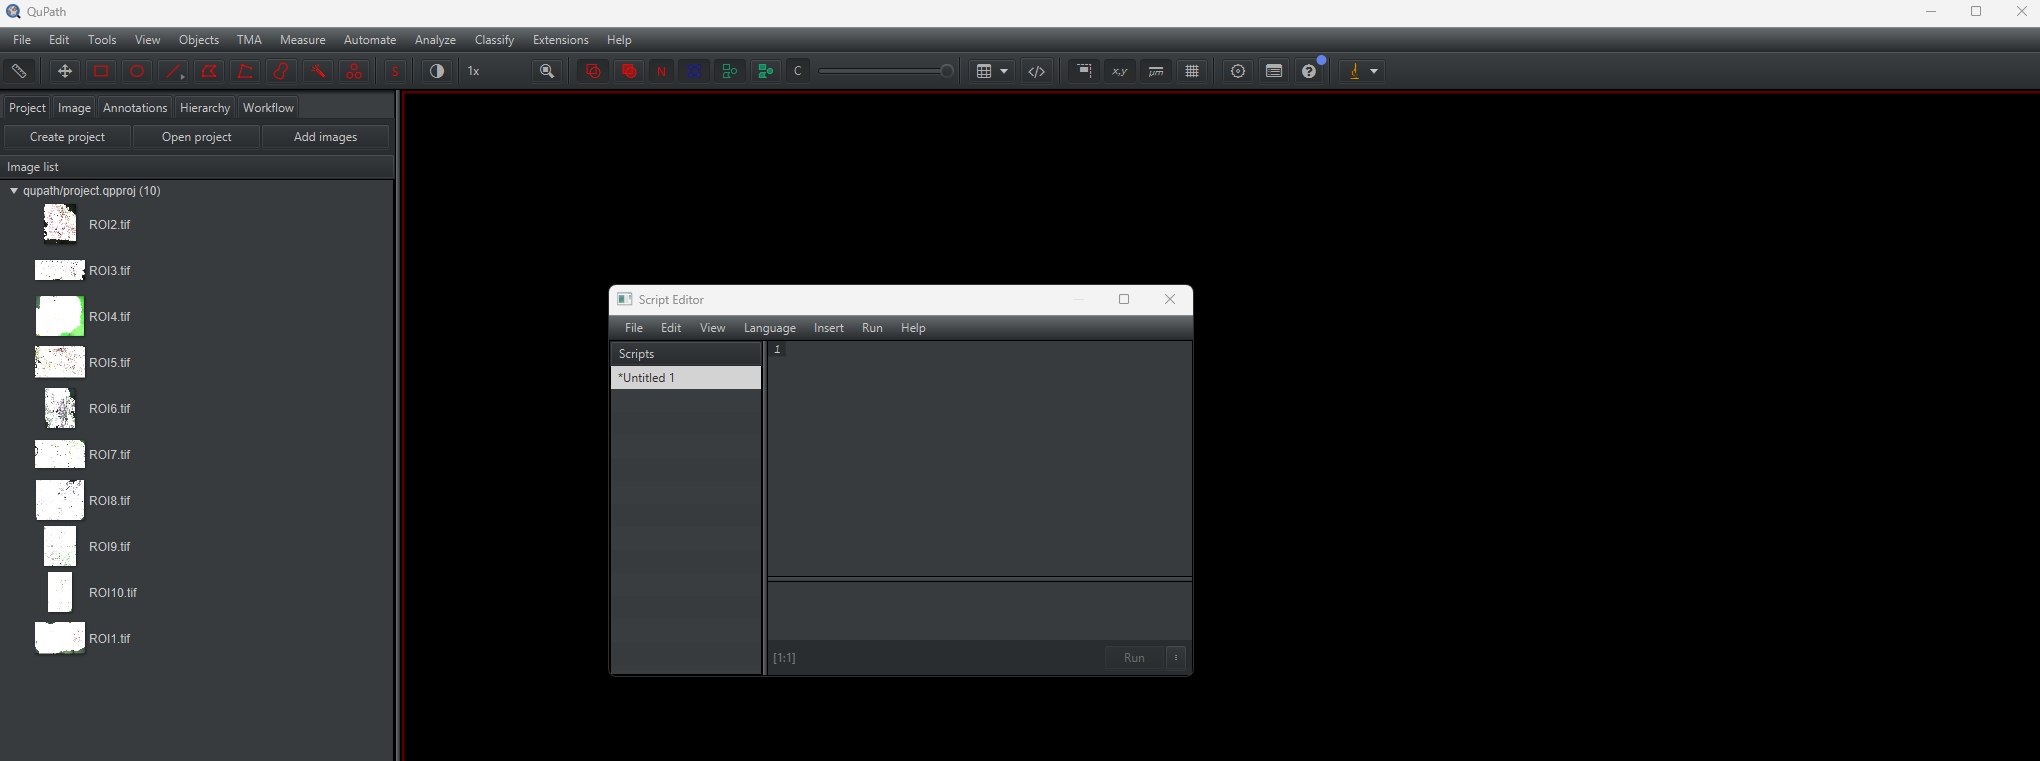 QuPath
File Edit Tools View Objects TMA Measure Automate Analyze Classify Extensions Help
S 1x N C x,y μm ?
Project Image Annotations Hierarchy Workflow
Create project Open project Add images
Image list
qupath/project.qpproj (10)
ROI2.tif
ROI3.tif
ROI4.tif
ROI5.tif
ROI6.tif
ROI7.tif
ROI8.tif
ROI9.tif
ROI10.tif
ROI1.tif
Script Editor
File Edit View Language Insert Run Help
Scripts
*Untitled 1
1
[1:1]
Run